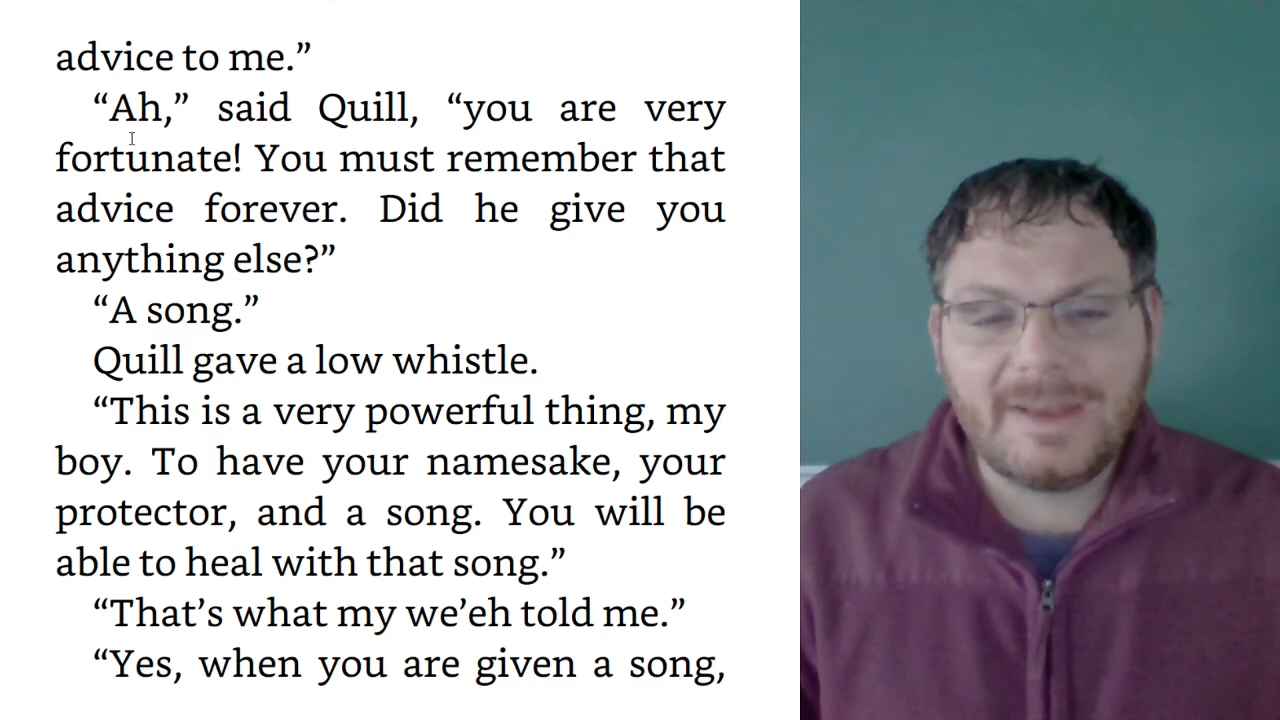 advice to me.”
“Ah,” said Quill, “you are very
fortunate! You must remember that
advice forever. Did he give you
anything else?”
“A song.”
Quill gave a low whistle.
“This is a very powerful thing, my
boy. To have your namesake, your
protector, and a song. You will be
able to heal with that song.”
“That’s what my we’eh told me.”
“Yes, when you are given a song,